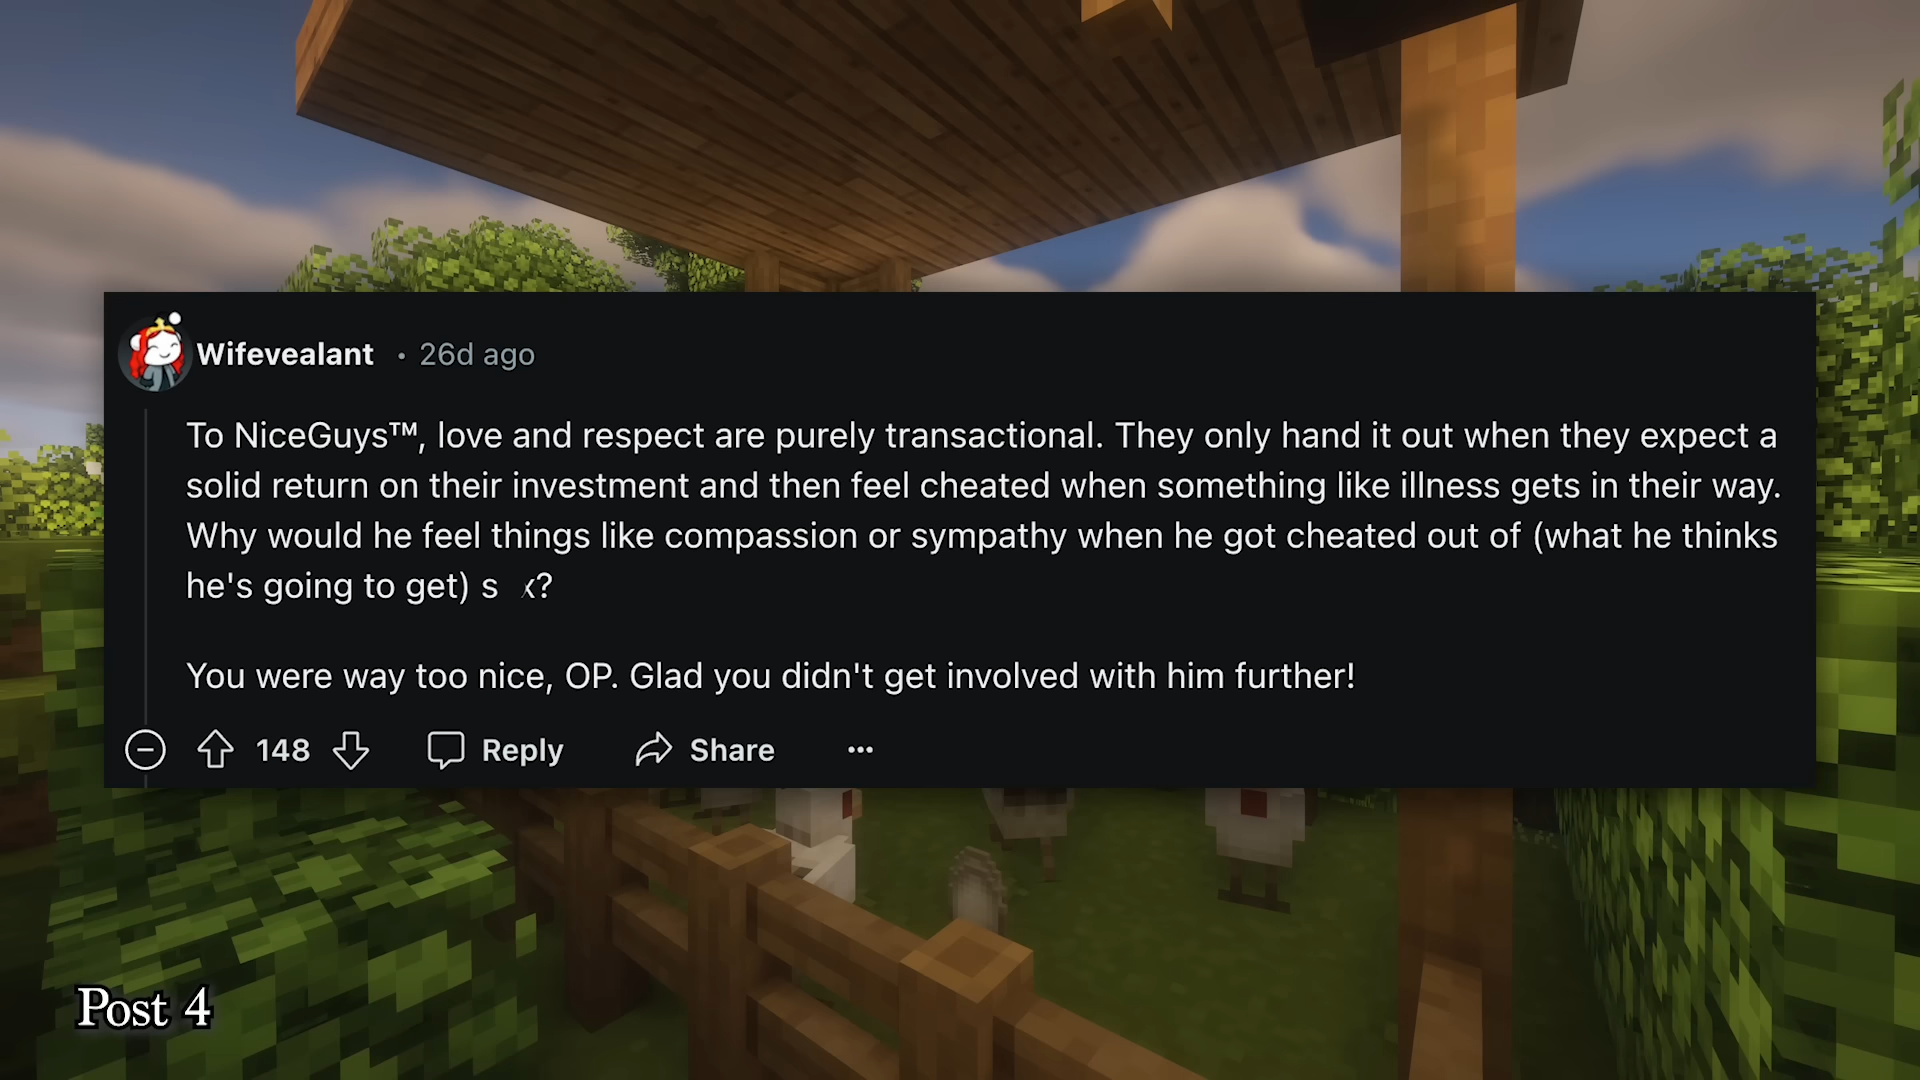 Wifevealant • 26d ago
To NiceGuys™, love and respect are purely transactional. They only hand it out when they expect a
solid return on their investment and then feel cheated when something like illness gets in their way.
Why would he feel things like compassion or sympathy when he got cheated out of (what he thinks
he's going to get) s x?
You were way too nice, OP. Glad you didn't get involved with him further!
148 Reply Share ...
Post 4